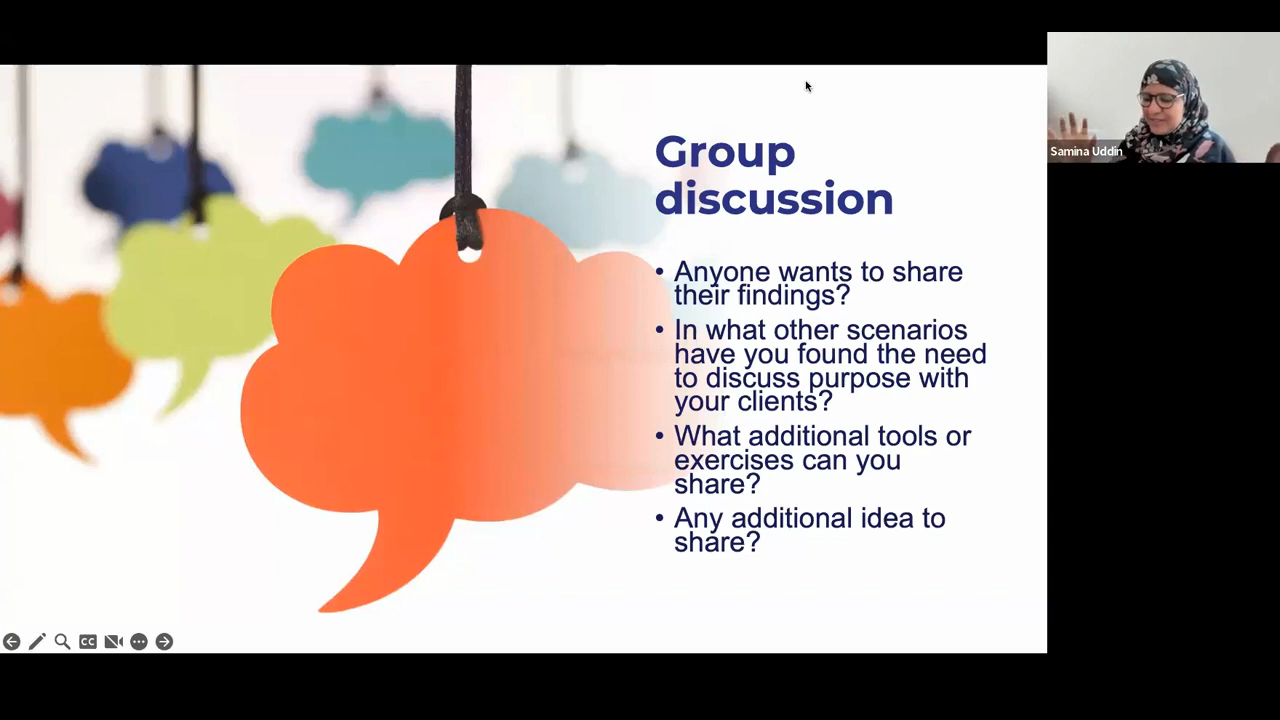 Group
discussion
• Anyone wants to share
their findings?
• In what other scenarios
have you found the need
to discuss purpose with
your clients?
• What additional tools or
exercises can you
share?
• Any additional idea to
share?
Samina Uddin
CC